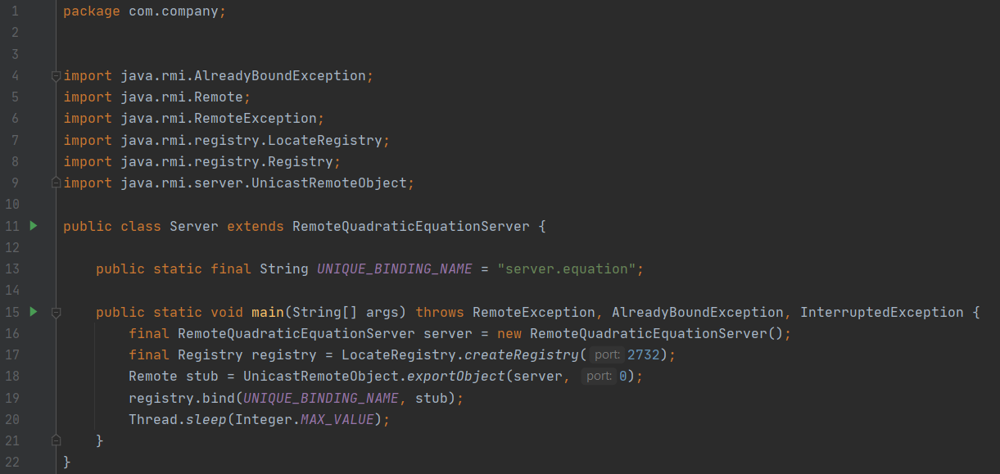 1 package com.company;
2
3
4 import java.rmi.AlreadyBoundException;
5 import java.rmi.Remote;
6 import java.rmi.RemoteException;
7 import java.rmi.registry.LocateRegistry;
8 import java.rmi.registry.Registry;
9 import java.rmi.server.UnicastRemoteObject;
10
11 public class Server extends RemoteQuadraticEquationServer {
12
13     public static final String UNIQUE_BINDING_NAME = "server.equation";
14
15     public static void main(String[] args) throws RemoteException, AlreadyBoundException, InterruptedException {
16         final RemoteQuadraticEquationServer server = new RemoteQuadraticEquationServer();
17         final Registry registry = LocateRegistry.createRegistry( port: 2732);
18         Remote stub = UnicastRemoteObject.exportObject(server, port: 0);
19         registry.bind(UNIQUE_BINDING_NAME, stub);
20         Thread.sleep(Integer.MAX_VALUE);
21     }
22 }